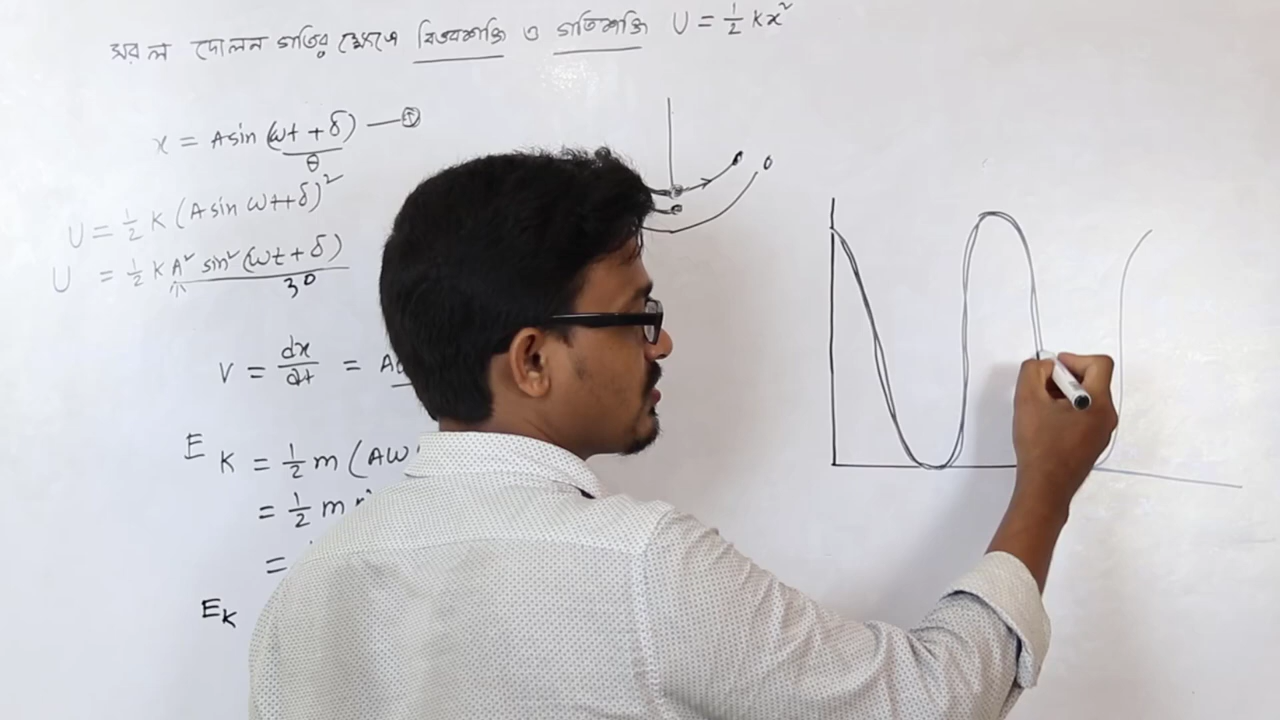 সরল দোলন গতির ক্ষেত্রে বিভবশক্তি ও গতিশক্তি U = ½ kx²
x = A sin (ωt + δ) — ①
θ
U = ½ K (A sin ωt+δ)²
U = ½ K A² sin² (ωt + δ)
30
V = dx/dt = A
E K = ½ m (Aω
= ½ m
=
E K